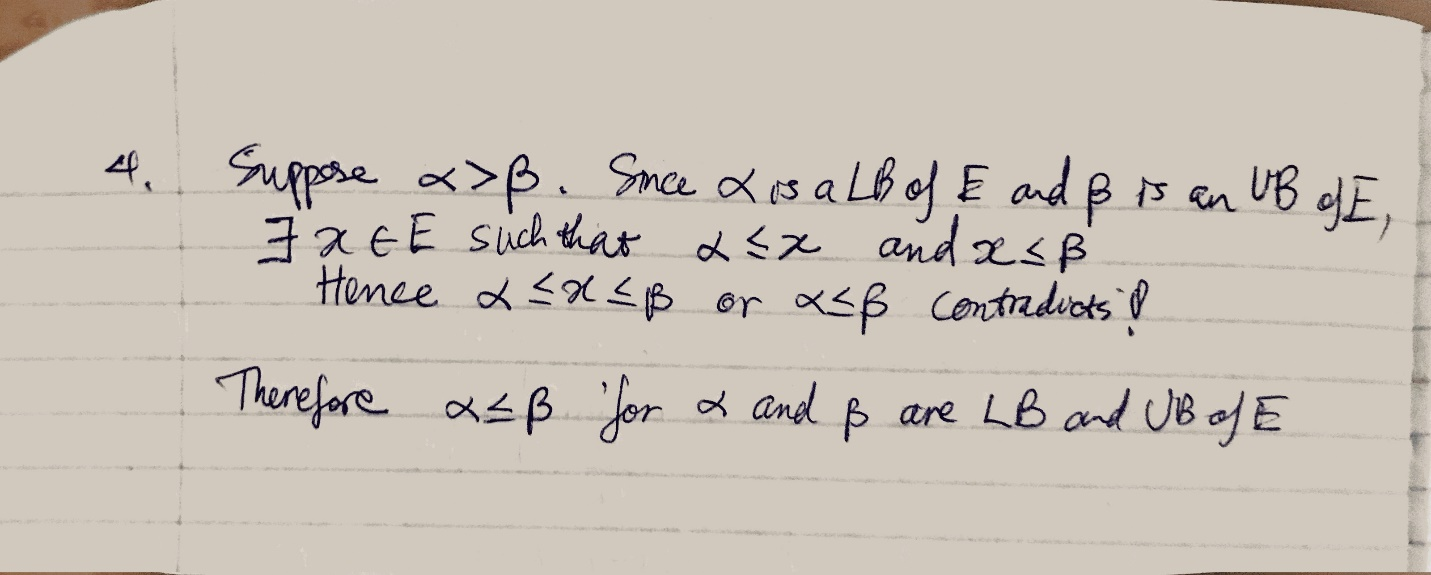 4. Suppose α>β. Since α is a LB of E and β is an UB of E,
∃ x ∈ E such that α ≤ x and x ≤ β
Hence α ≤ x ≤ β or α ≤ β contradicts!
Therefore α ≤ β for α and β are LB and UB of E